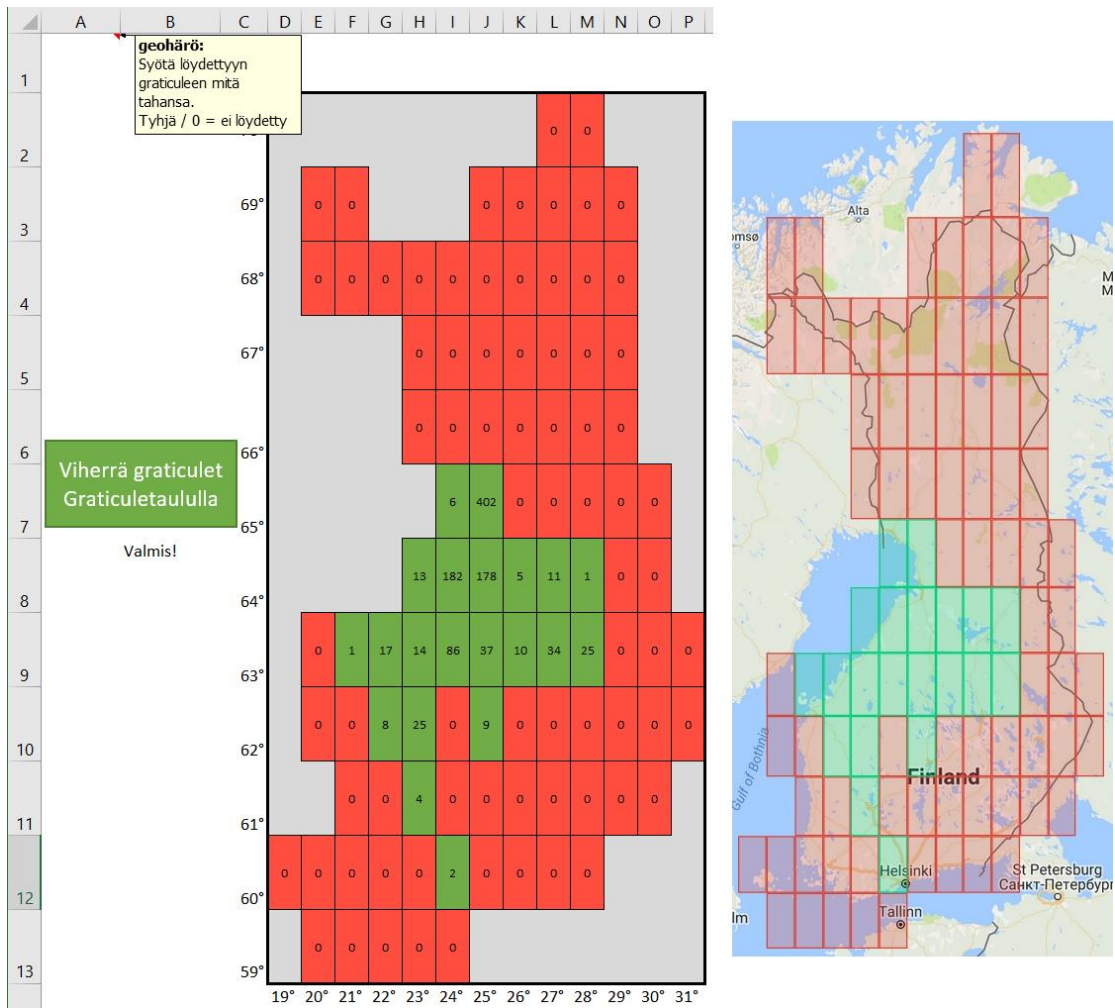 A B C D E F G H I J K L M N O P
geohärö:
Syötä löydettyyn
graticuleen mitä
tahansa.
Tyhjä / 0 = ei löydetty
1
2 0 0
69°
3 0 0 0 0 0 0 0
68°
4 0 0 0 0 0 0 0 0 0 0
67°
5 0 0 0 0 0 0 0
66°
6 0 0 0 0 0 0 0
Viherrä graticulet
Graticuletaululla
65°
7 6 402 0 0 0 0 0
Valmis!
64°
8 13 182 178 5 11 1 0 0
63°
9 0 1 17 14 86 37 10 34 25 0 0 0
62°
10 0 0 8 25 0 9 0 0 0 0 0 0
61°
11 0 0 4 0 0 0 0 0 0 0
60°
12 0 0 0 0 0 2 0 0 0 0
59°
13 0 0 0 0 0
19° 20° 21° 22° 23° 24° 25° 26° 27° 28° 29° 30° 31°
Alta
omsø
M
M
Gulf of Bothnia
Finland
Helsinki
St Petersburg
Санкт-Петербург
lm
Tallinn